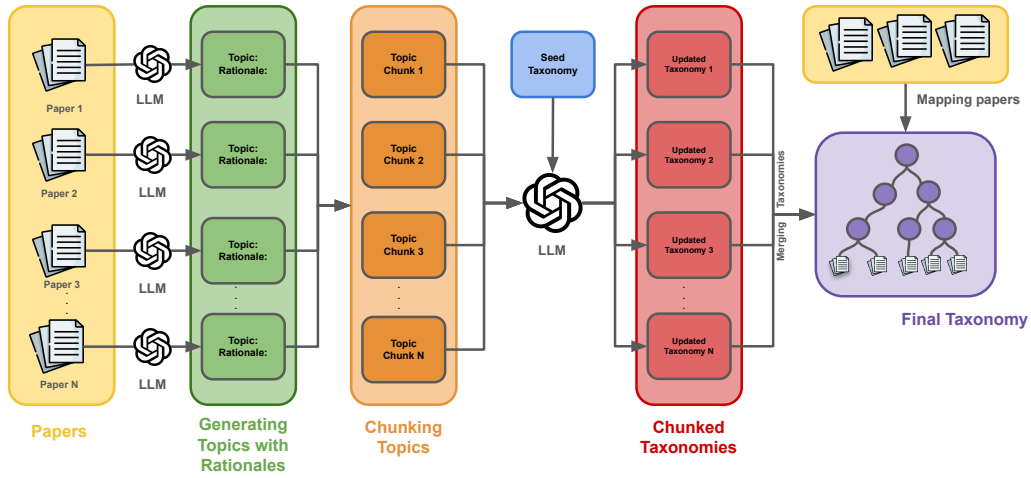 Paper 1
Paper 2
Paper 3
.
.
.
Paper N
Papers
LLM
LLM
LLM
LLM
Topic:
Rationale:
Topic:
Rationale:
Topic:
Rationale:
. . . .
Topic:
Rationale:
Generating
Topics with
Rationales
Topic
Chunk 1
Topic
Chunk 2
Topic
Chunk 3
. . . .
Topic
Chunk N
Chunking
Topics
Seed
Taxonomy
LLM
Updated
Taxonomy 1
Updated
Taxonomy 2
Updated
Taxonomy 3
. . . .
Updated
Taxonomy N
Chunked
Taxonomies
Merging Taxonomies
Mapping papers
Final Taxonomy